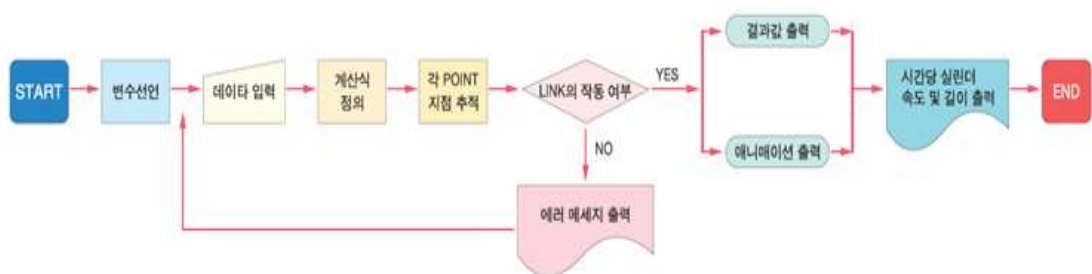 START
변수선언
데이타 입력
계산식
정의
각 POINT
지점 추적
LINK의 작동 여부
YES
NO
결과값 출력
애니매이션 출력
에러 메세지 출력
시간당 실린더
속도 및 길이 출력
END